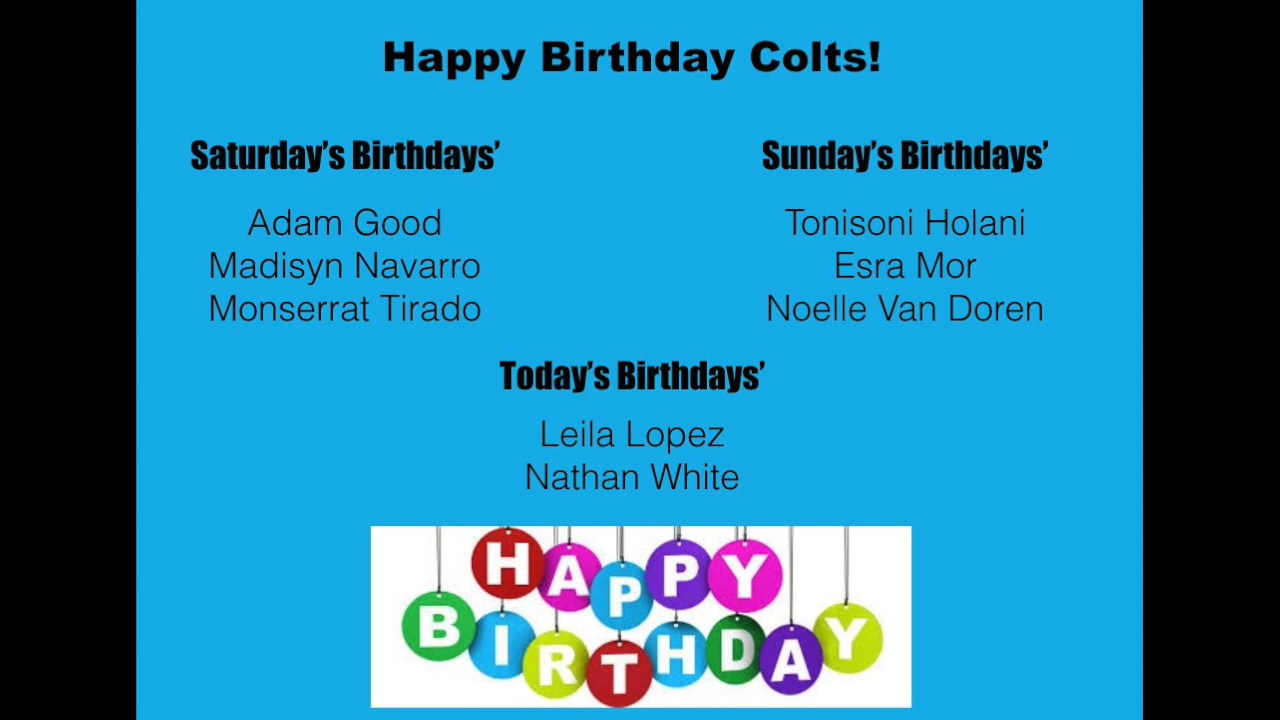 Happy Birthday Colts!
Saturday’s Birthdays’
Adam Good
Madisyn Navarro
Monserrat Tirado
Sunday’s Birthdays’
Tonisoni Holani
Esra Mor
Noelle Van Doren
Today’s Birthdays’
Leila Lopez
Nathan White
HAPPY
BIRTHDAY